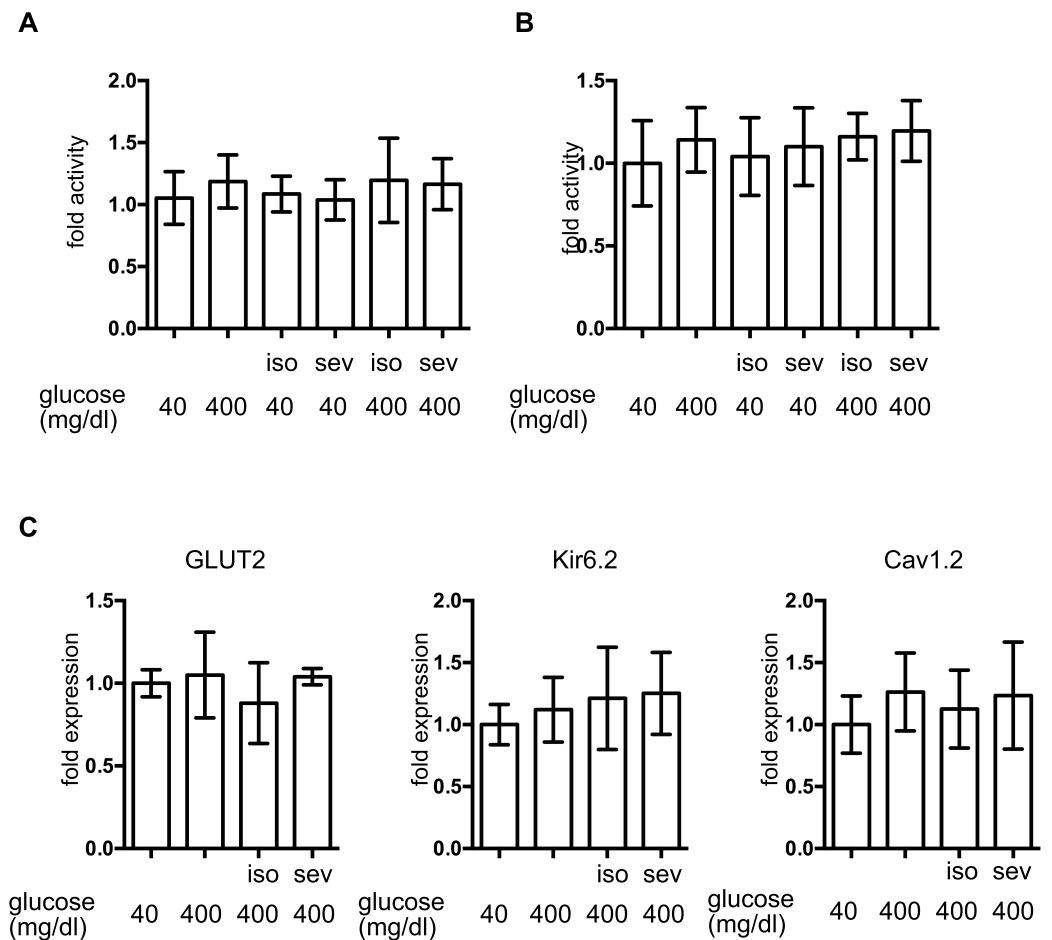 A
2.0
1.5
1.0
0.5
0.0
fold activity
iso sev iso sev
glucose
(mg/dl)
40 400 40 40 400 400
B
1.5
1.0
0.5
0.0
fold activity
iso sev iso sev
glucose
(mg/dl)
40 400 40 40 400 400
C
GLUT2
1.5
1.0
0.5
0.0
fold expression
iso sev
glucose
(mg/dl)
40 400 400 400
Kir6.2
2.0
1.5
1.0
0.5
0.0
fold expression
iso sev
glucose
(mg/dl)
40 400 400 400
Cav1.2
2.0
1.5
1.0
0.5
0.0
fold expression
iso sev
glucose
(mg/dl)
40 400 400 400